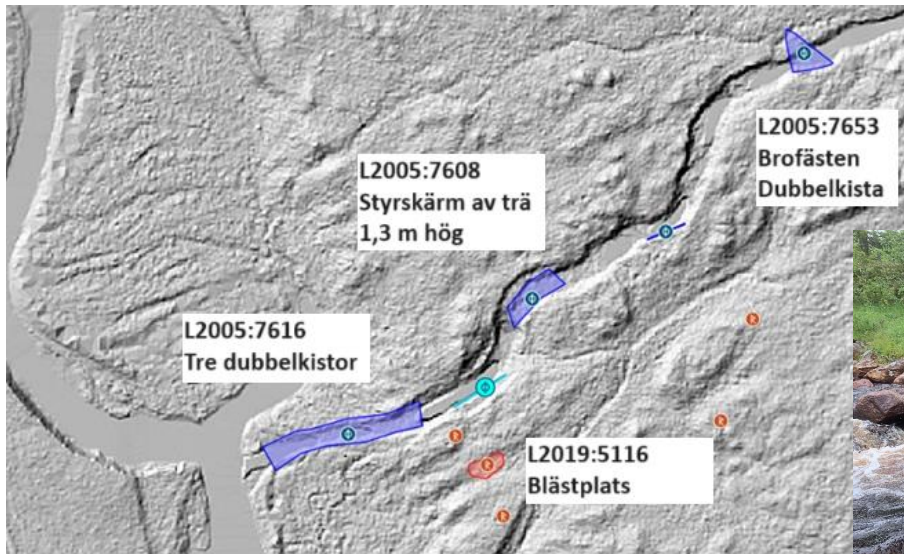 L2005:7653
Brofästen
Dubbelkista
L2005:7608
Styrskärm av trä
1,3 m hög
L2005:7616
Tre dubbelkistor
L2019:5116
Blästplats
R
R
R
R
R